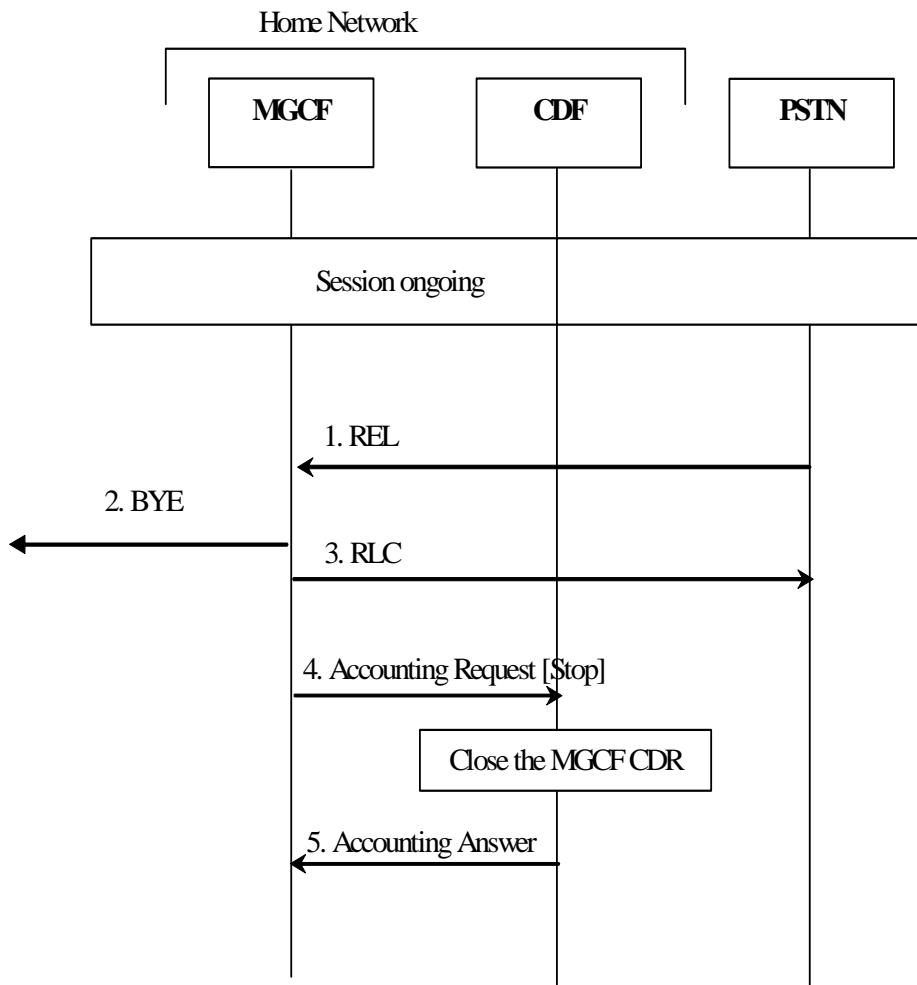 Home Network
MGCF
CDF
PSTN
Session ongoing
1. REL
2. BYE
3. RLC
4. Accounting Request [Stop]
Close the MGCF CDR
5. Accounting Answer